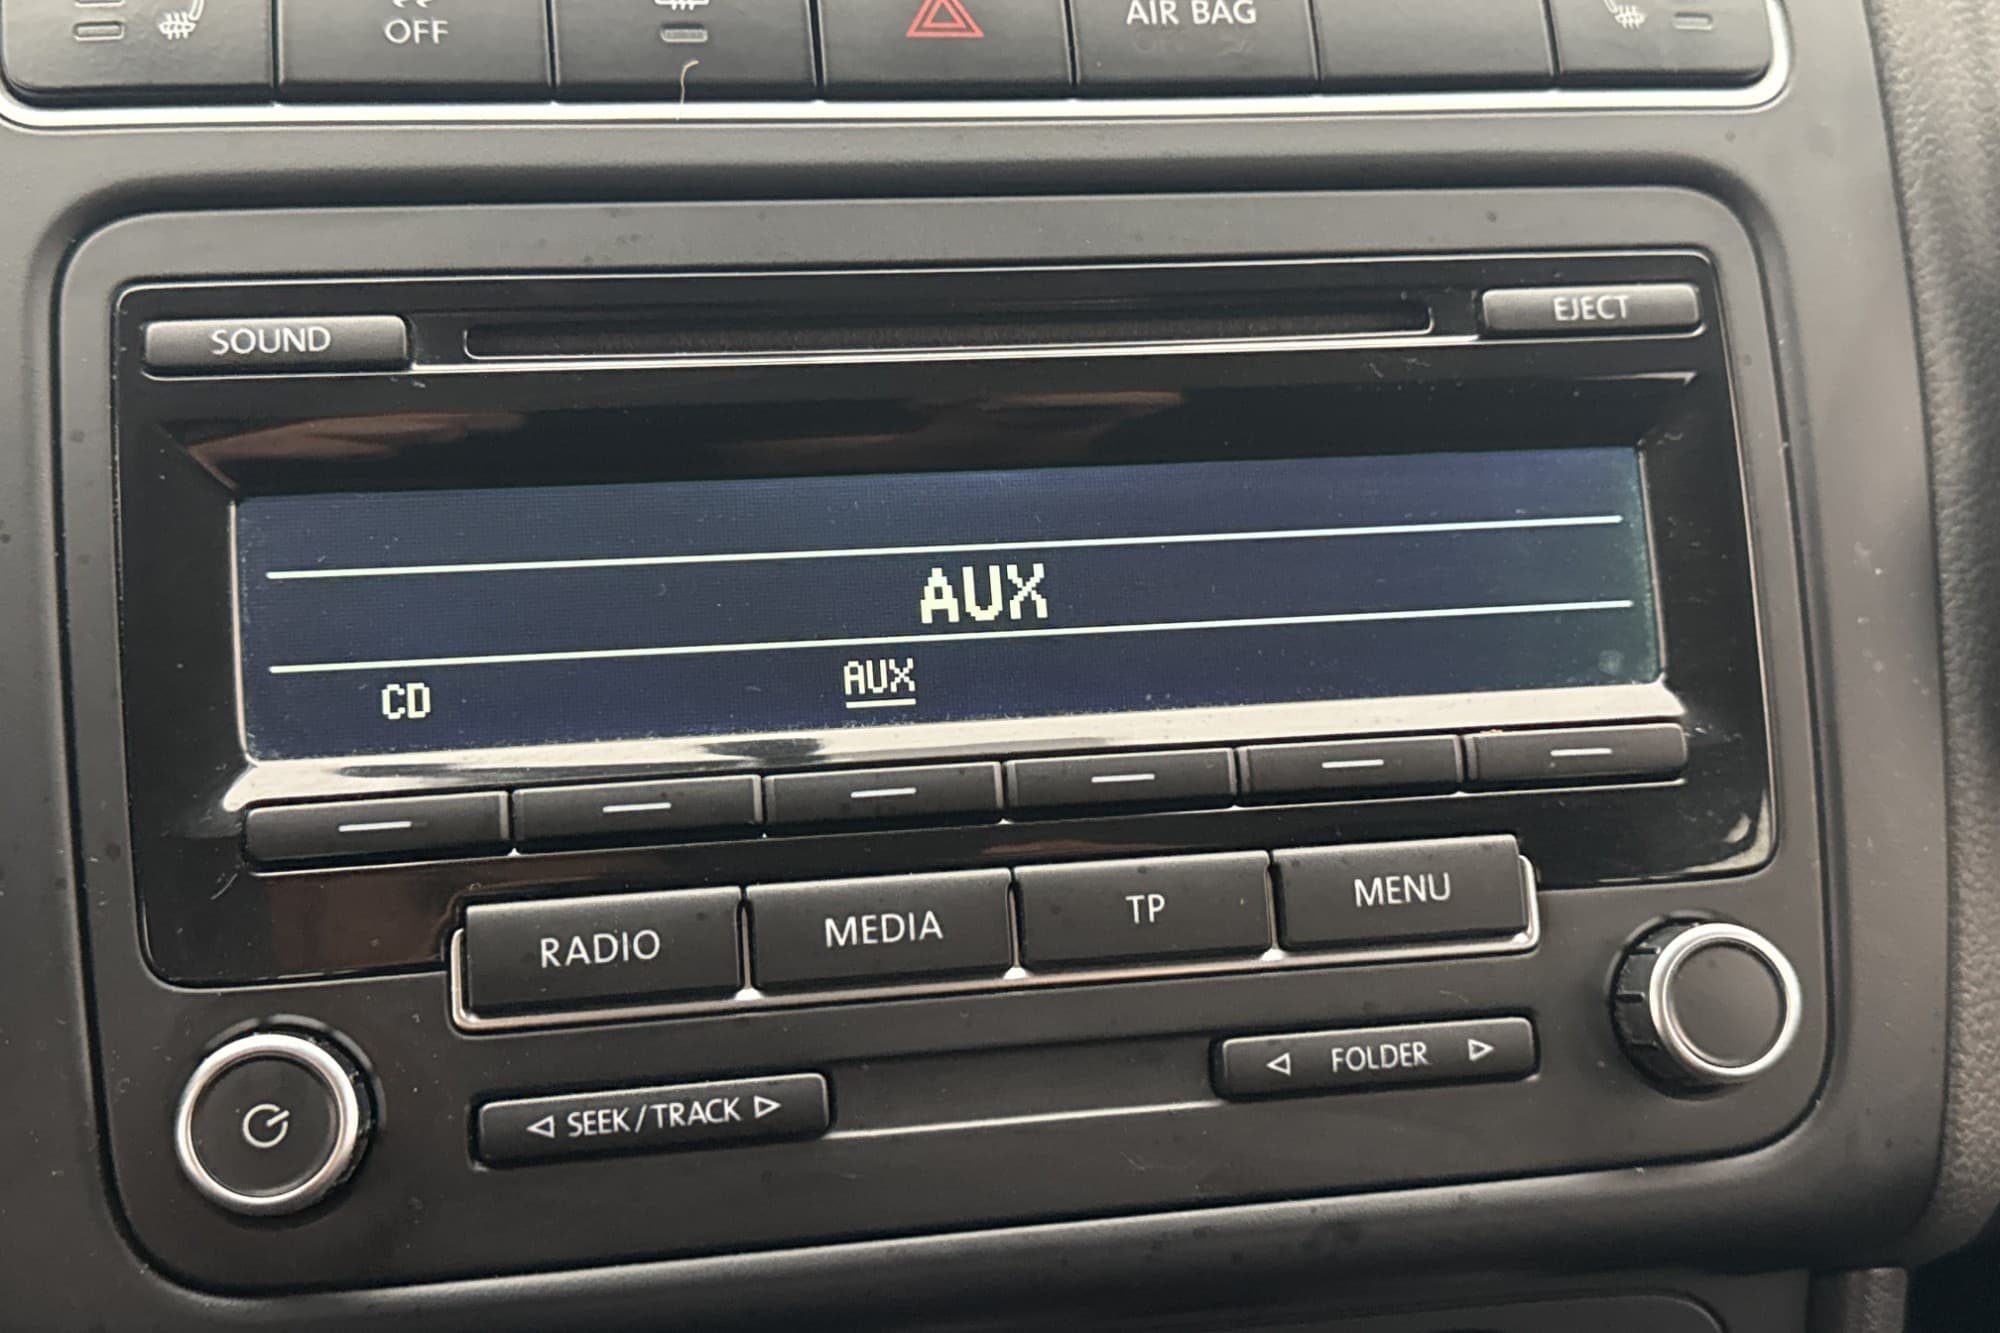 OFF
AIR BAG
SOUND
EJECT
AUX
CD AUX
RADIO MEDIA TP MENU
SEEK/TRACK
FOLDER